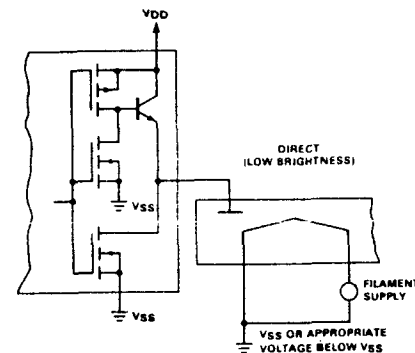 VDD
DIRECT
(LOW BRIGHTNESS)
VSS
FILAMENT
SUPPLY
VSS
VSS OR APPROPRIATE
VOLTAGE BELOW VSS